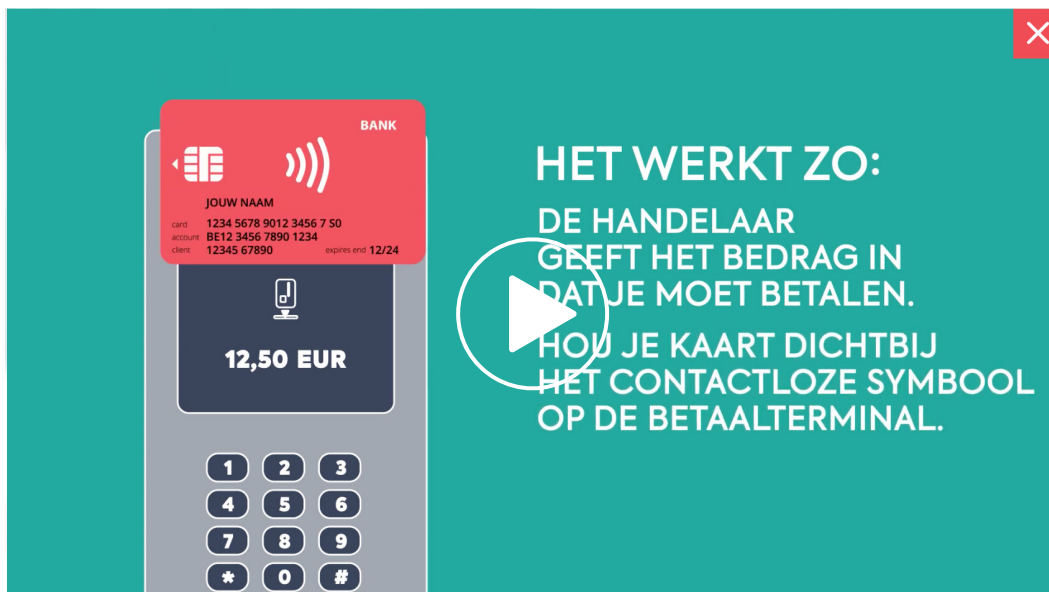 BANK
JOUW NAAM
card 1234 5678 9012 3456 7 S0
account BE12 3456 7890 1234
client 12345 67890 expires end 12/24
12,50 EUR
1 2 3
4 5 6
7 8 9
* 0 #
HET WERKT ZO:
DE HANDELAAR
GEEFT HET BEDRAG IN
DAT JE MOET BETALEN.
HOU JE KAART DICHTBIJ
HET CONTACTLOZE SYMBOOL
OP DE BETAALTERMINAL.